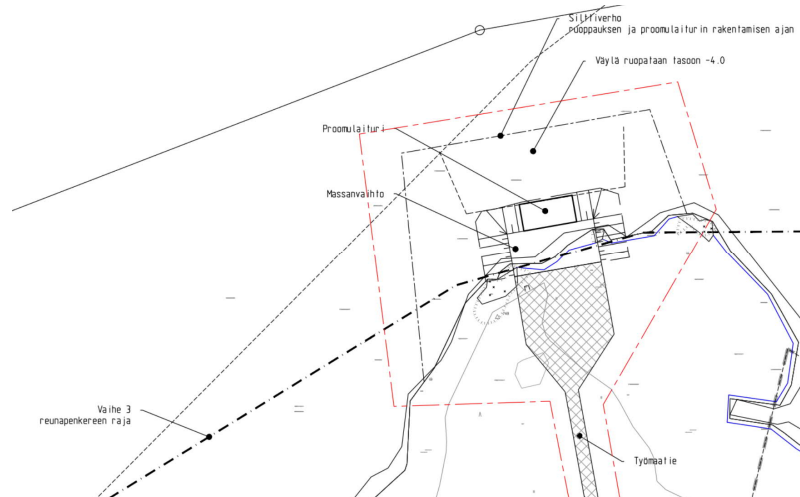 Silttiverho
ruoppauksen ja proomulaiturin rakentamisen ajan
Väylä ruopataan tasoon -4.0
Proomulaituri
Massanvaihto
Vaihe 3
reunapenkereen raja
Työmaatie